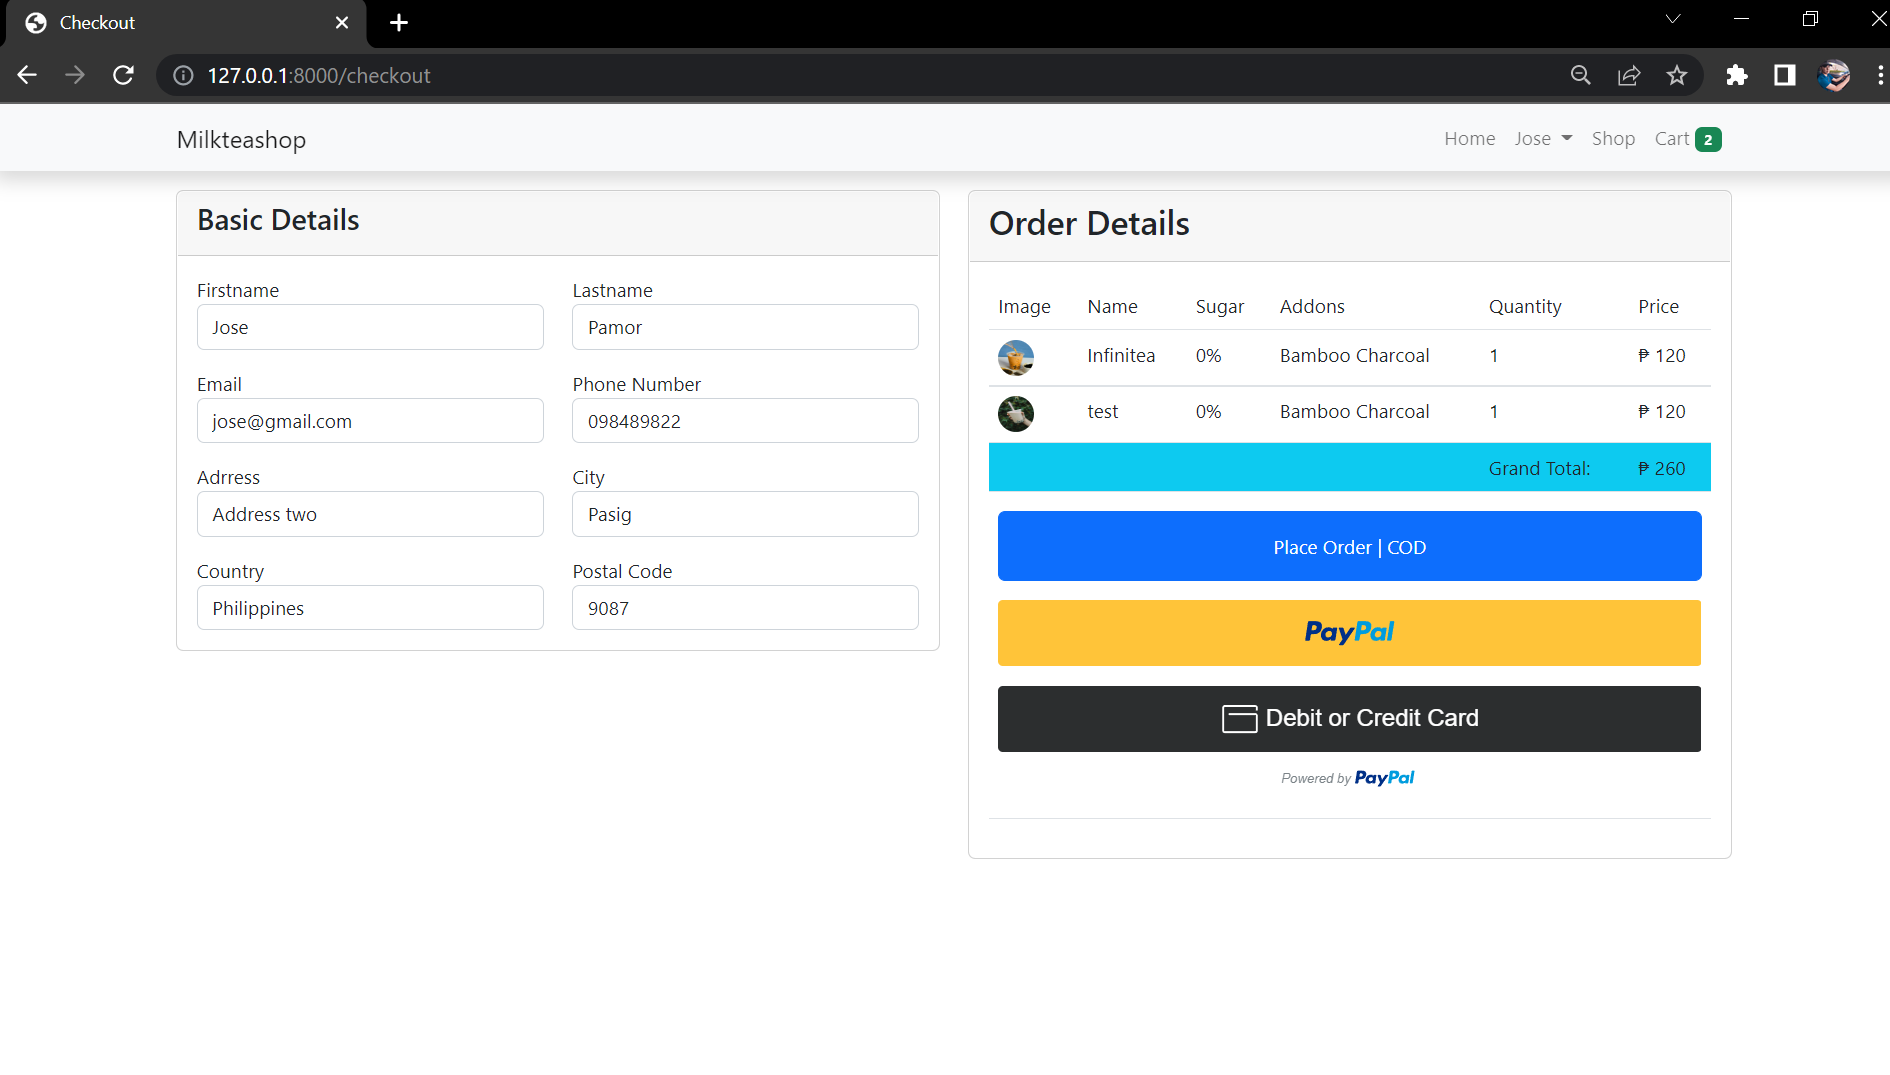 Checkout
127.0.0.1:8000/checkout
Milkteashop
Home Jose Shop Cart 2
Basic Details
Firstname Lastname
Jose Pamor
Email Phone Number
jose@gmail.com 098489822
Adrress City
Address two Pasig
Country Postal Code
Philippines 9087
Order Details
Image Name Sugar Addons Quantity Price
Infinitea 0% Bamboo Charcoal 1 ₱ 120
test 0% Bamboo Charcoal 1 ₱ 120
Grand Total: ₱ 260
Place Order | COD
PayPal
Debit or Credit Card
Powered by PayPal